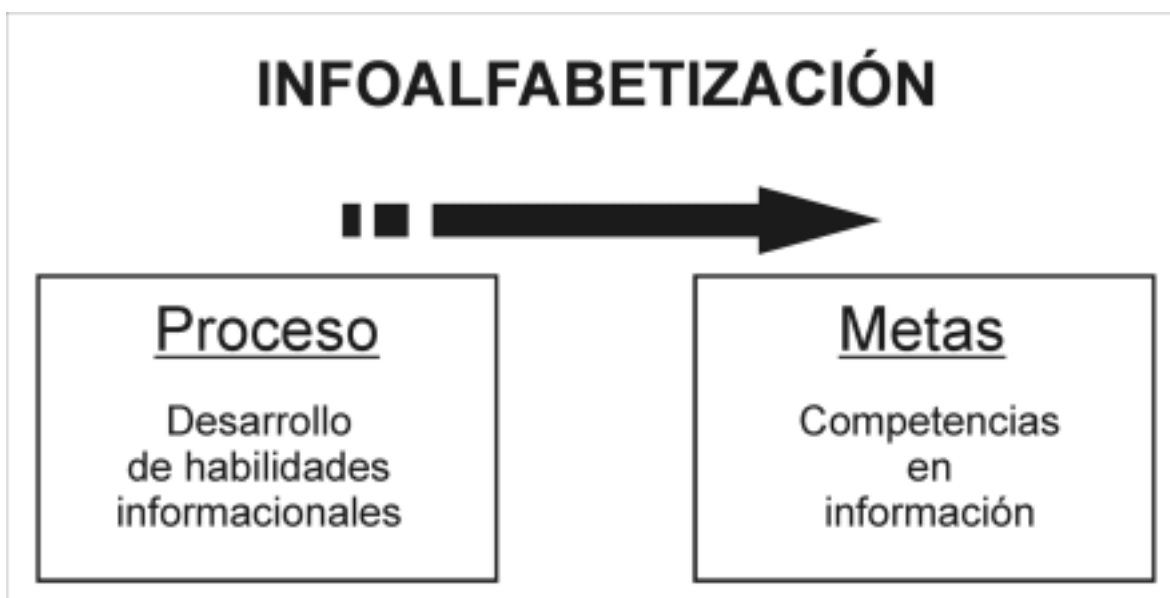 INFOALFABETIZACIÓN
Proceso
Desarrollo
de habilidades
informacionales
Metas
Competencias
en
información